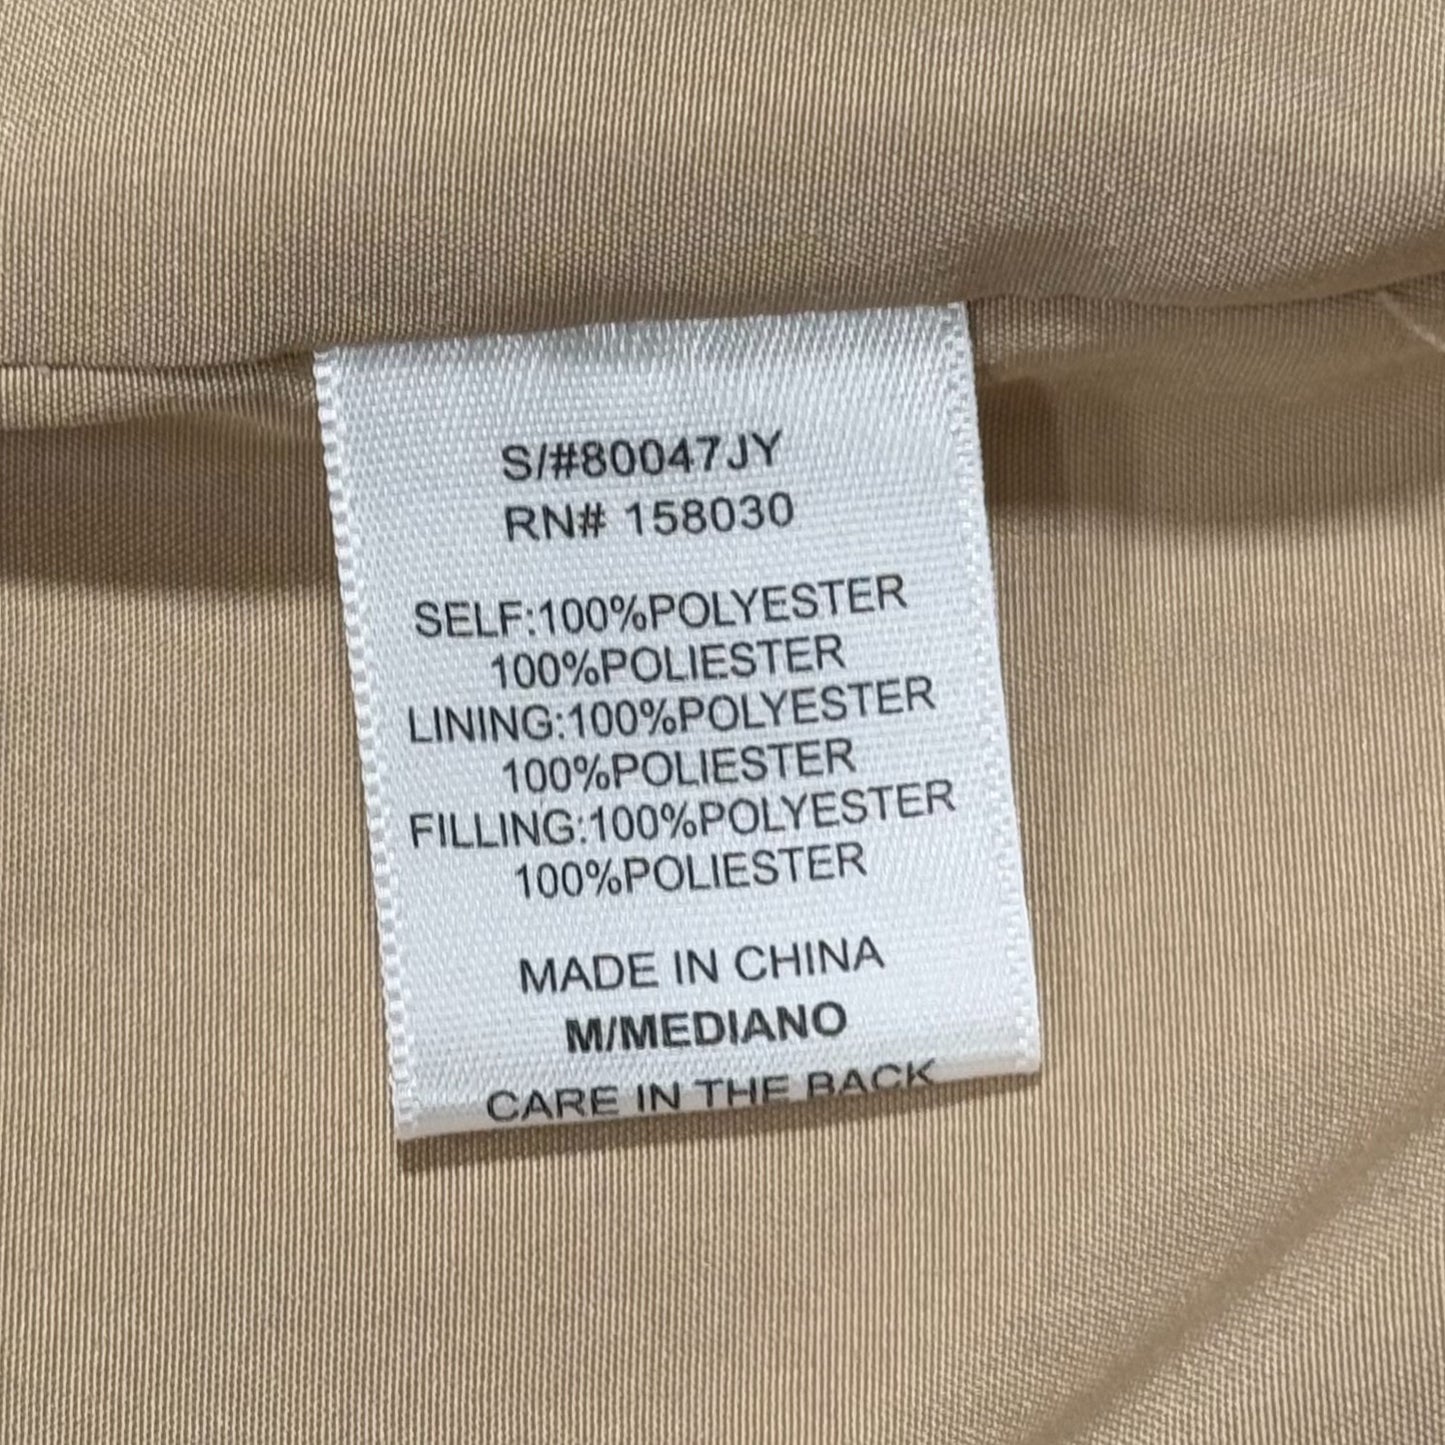 S/#80047JY
RN# 158030
SELF:100%POLYESTER
100%POLIESTER
LINING:100%POLYESTER
100%POLIESTER
FILLING:100%POLYESTER
100%POLIESTER
MADE IN CHINA
M/MEDIANO
CARE IN THE BACK